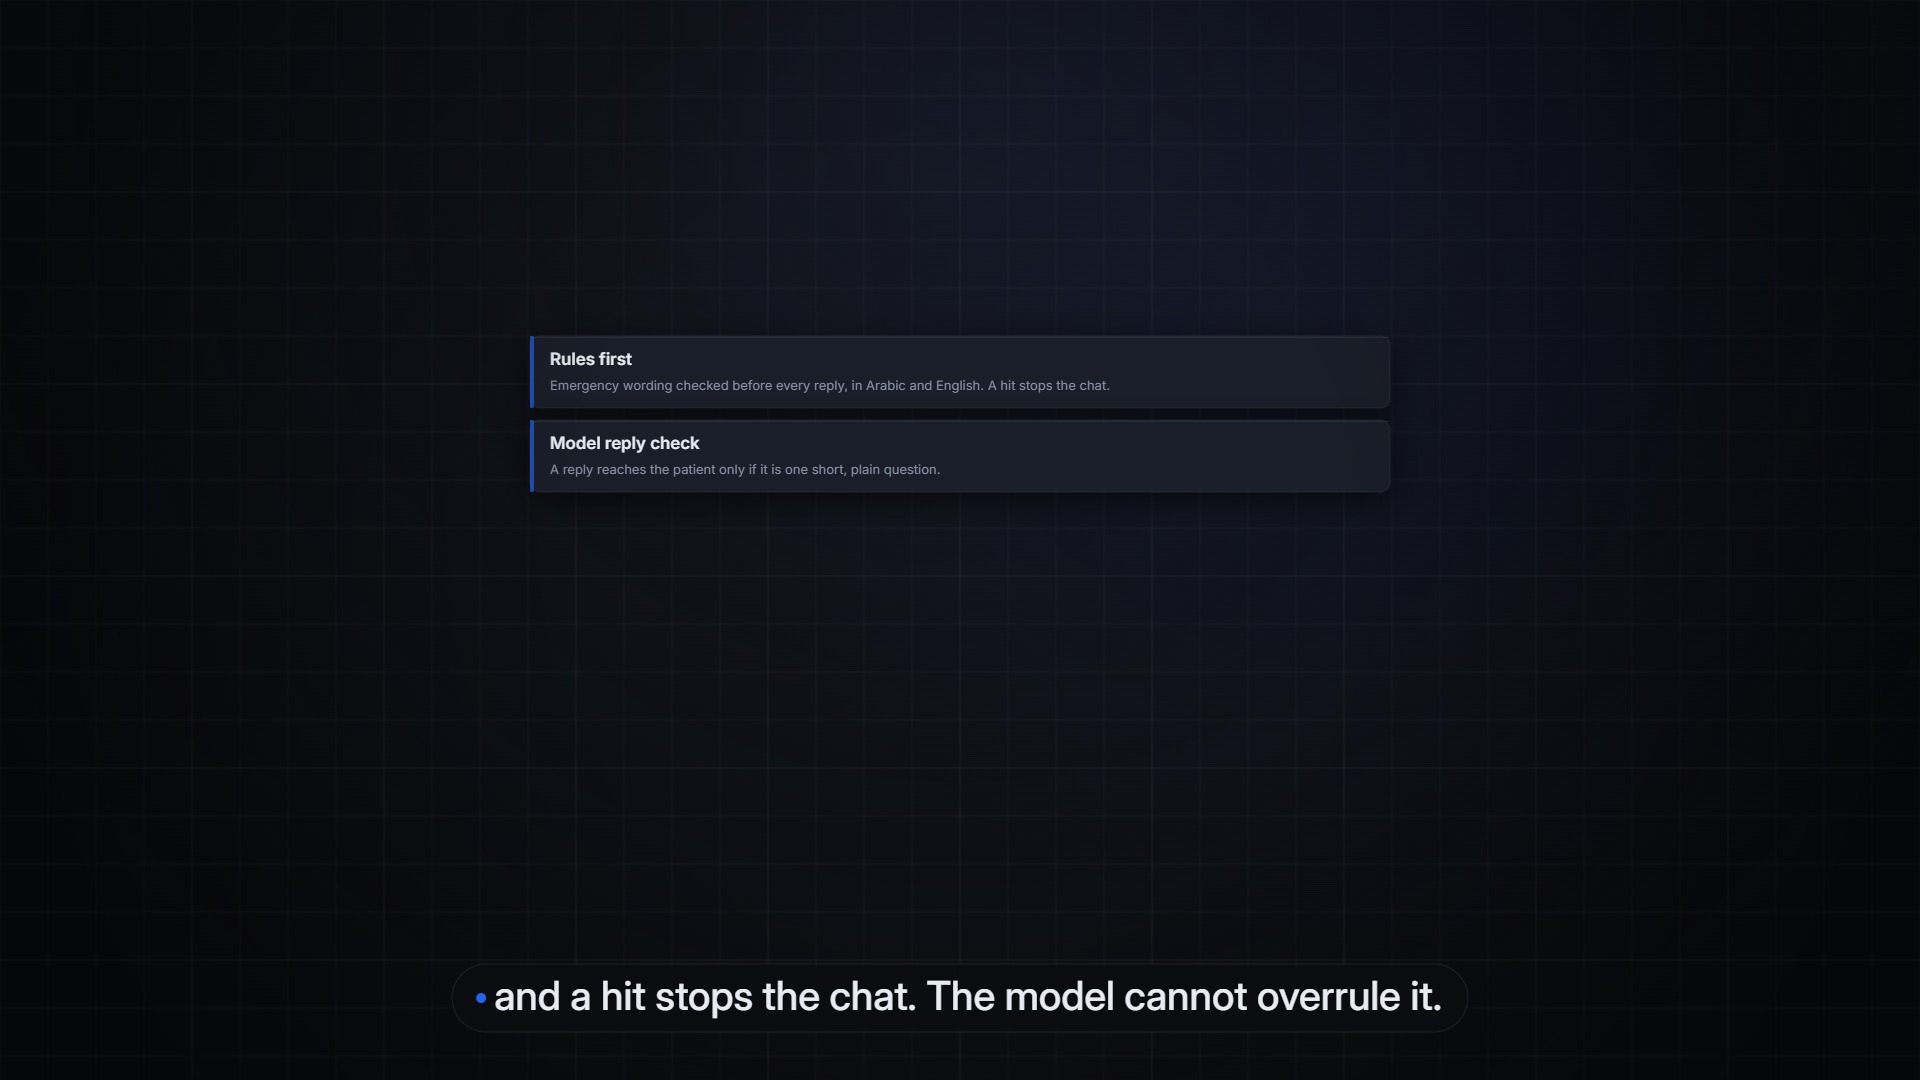 Rules first
Emergency wording checked before every reply, in Arabic and English. A hit stops the chat.
Model reply check
A reply reaches the patient only if it is one short, plain question.
and a hit stops the chat. The model cannot overrule it.